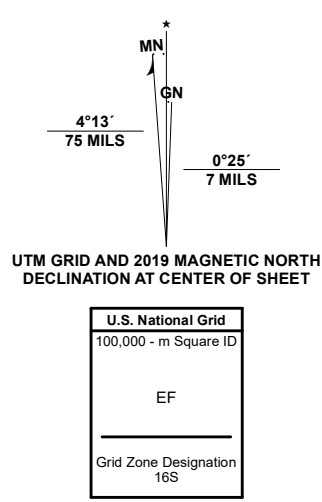 MN
GN
4°13´
75 MILS
0°25´
7 MILS
UTM GRID AND 2019 MAGNETIC NORTH
DECLINATION AT CENTER OF SHEET
U.S. National Grid
100,000 - m Square ID
EF
Grid Zone Designation
16S